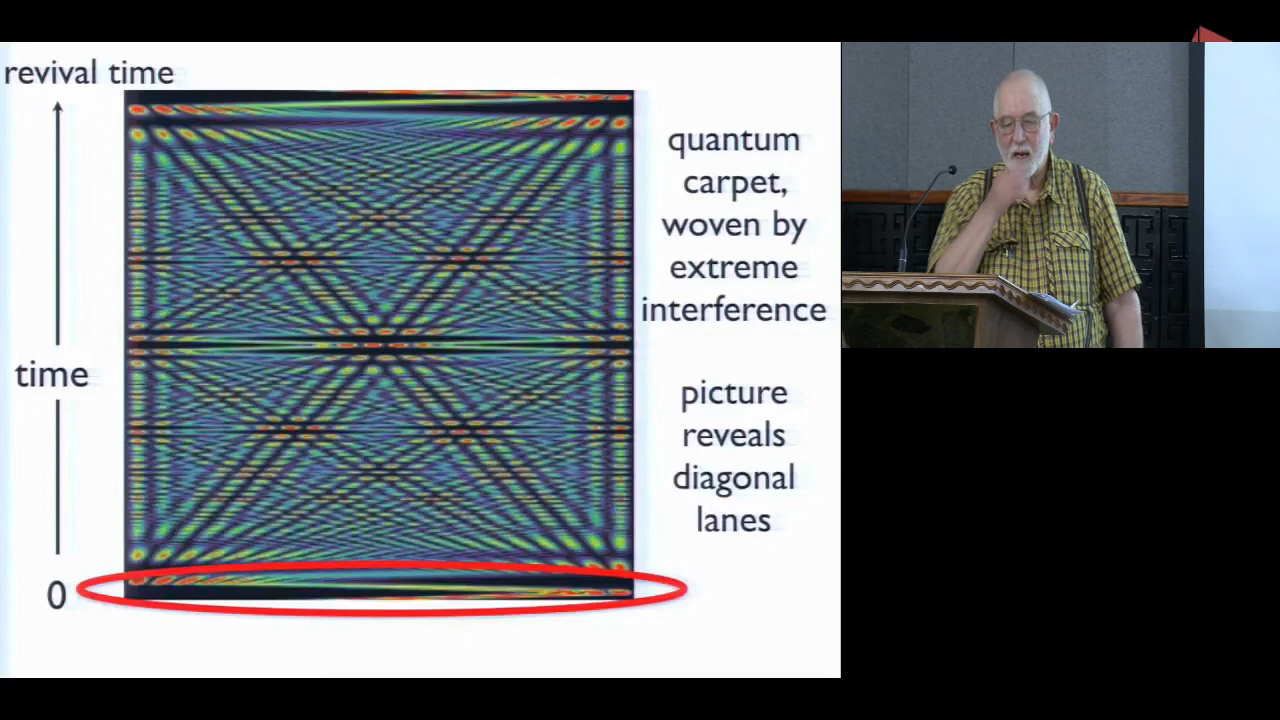 revival time
time
0
quantum
carpet,
woven by
extreme
interference
picture
reveals
diagonal
lanes